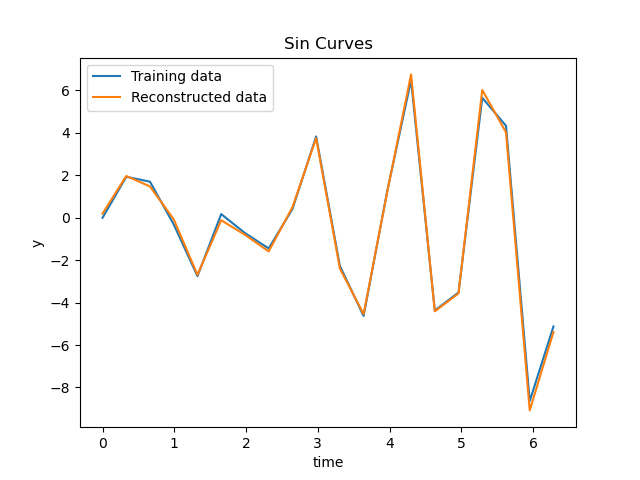 Sin Curves
Training data
Reconstructed data
6
4
2
0
−2
−4
−6
−8
y
0 1 2 3 4 5 6
time